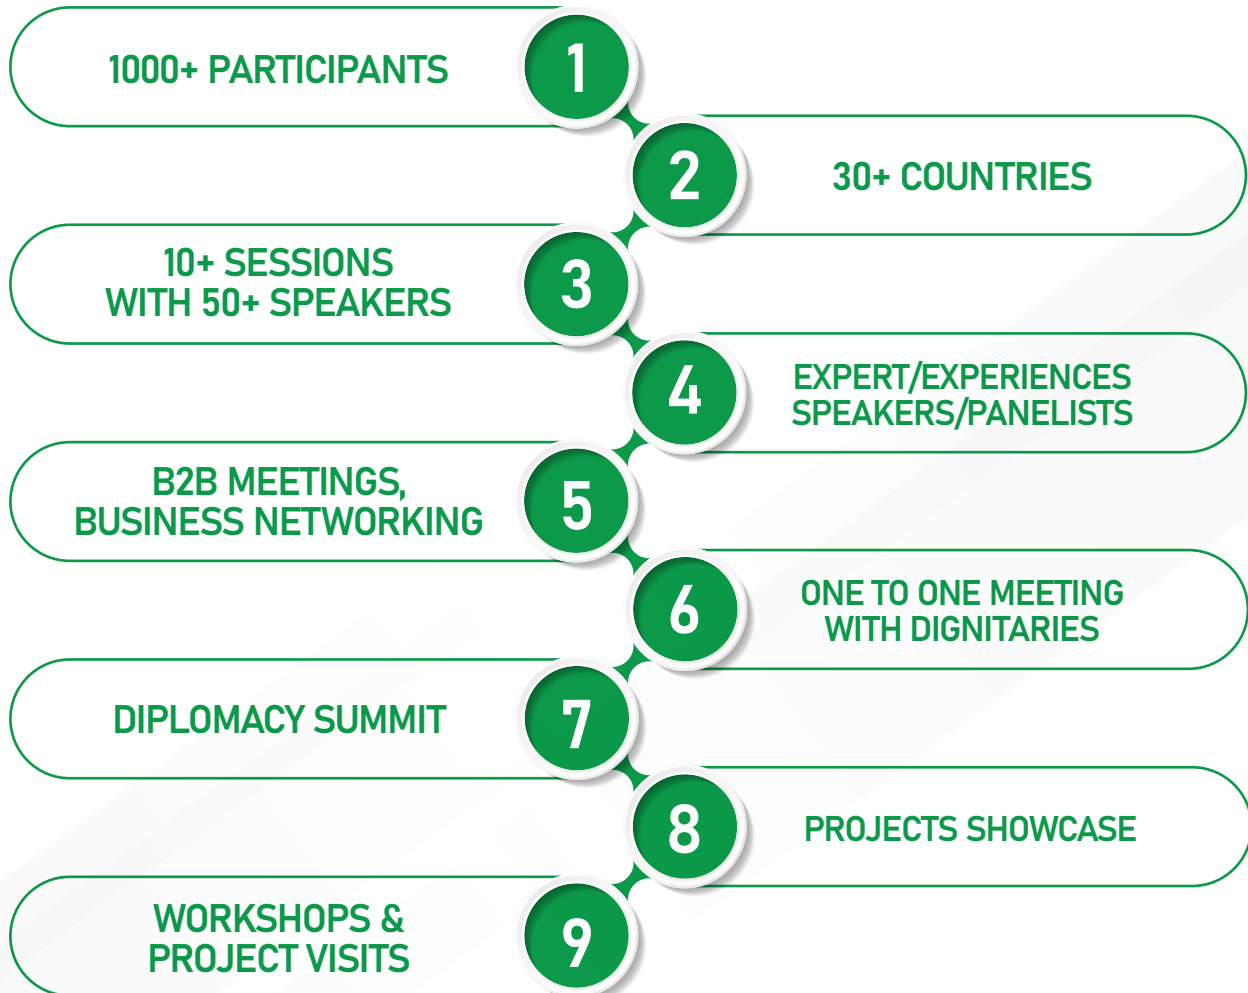 1000+ PARTICIPANTS
1
2
30+ COUNTRIES
10+ SESSIONS
WITH 50+ SPEAKERS
3
4
EXPERT/EXPERIENCES
SPEAKERS/PANELISTS
B2B MEETINGS,
BUSINESS NETWORKING
5
6
ONE TO ONE MEETING
WITH DIGNITARIES
DIPLOMACY SUMMIT
7
8
PROJECTS SHOWCASE
WORKSHOPS &
PROJECT VISITS
9